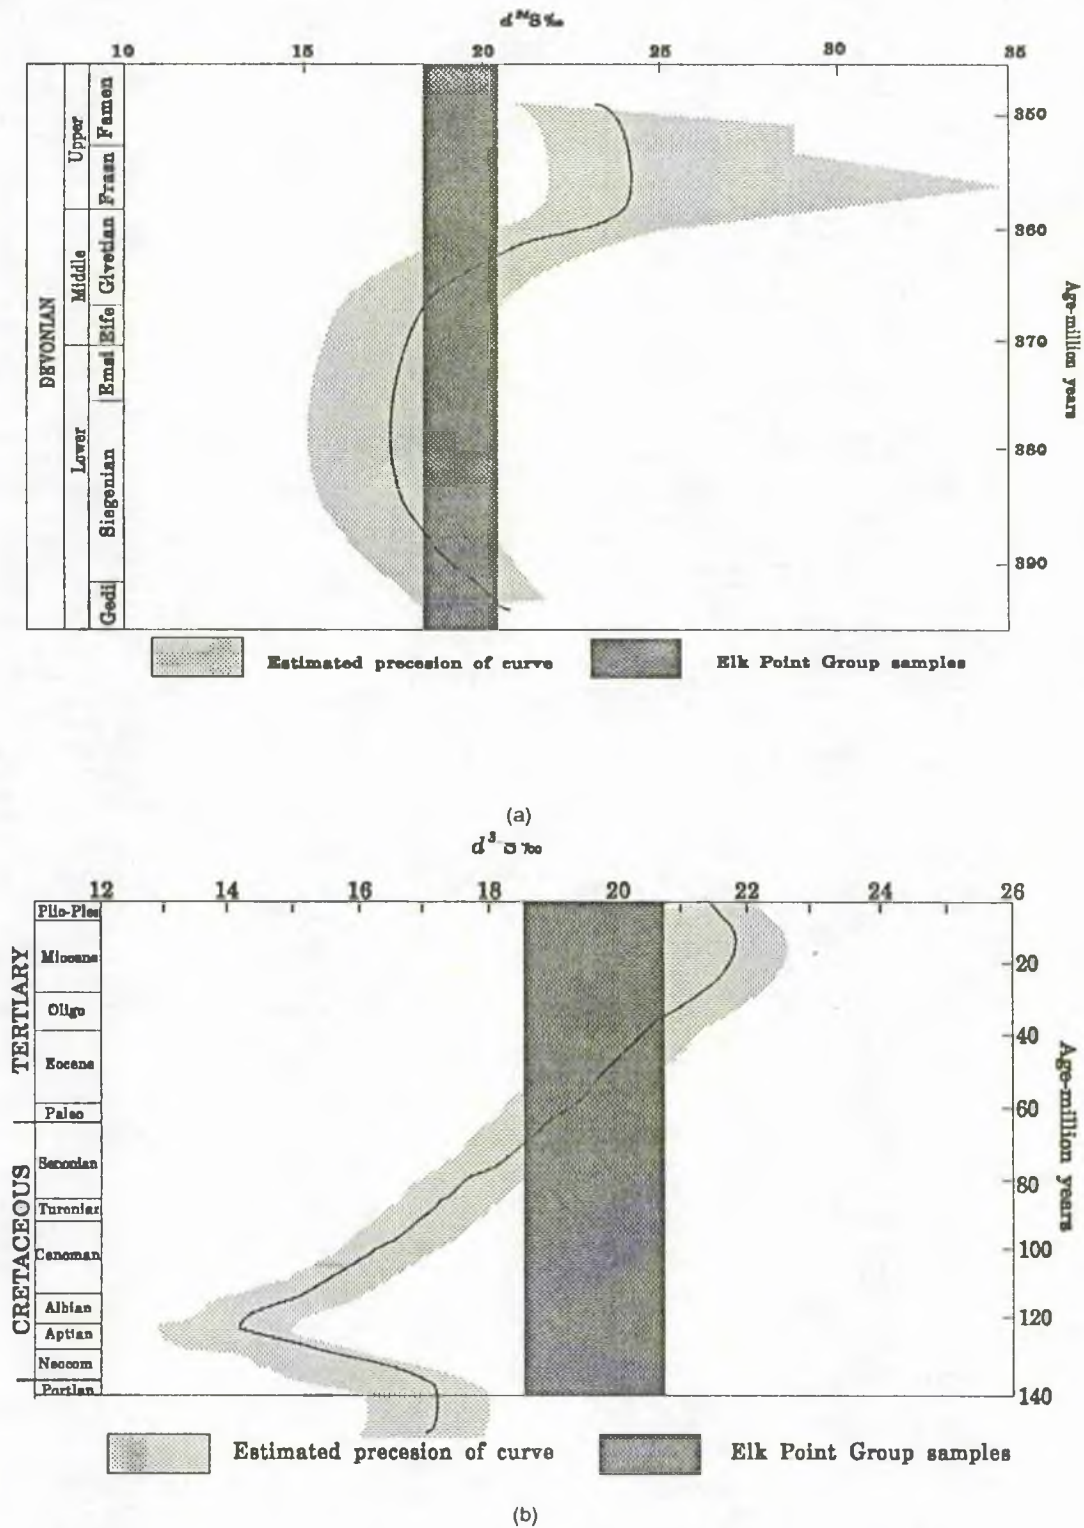 d³⁴S‰
10 15 20 25 30 35
DEVONIAN
Upper
Middle
Lower
Famen
Frasn
Givetian
Eife
Emsi
Siegenian
Gedi
350
360
370
380
390
Age-million years
Estimated precesion of curve
Elk Point Group samples
(a)
d³ S‰
12 14 16 18 20 22 24 26
TERTIARY
CRETACEOUS
Plio-Ples
Miocene
Oligo
Eocene
Paleo
Senonian
Turonian
Cenoman
Albian
Aptian
Neocom
Portlan
20
40
60
80
100
120
140
Age-million years
Estimated precesion of curve
Elk Point Group samples
(b)